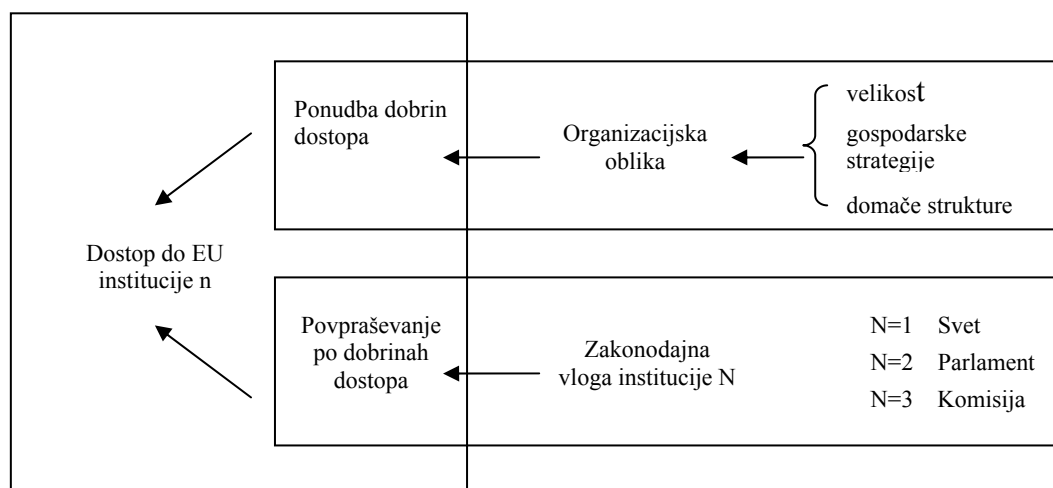 Ponudba dobrin
dostopa
Organizacijska
oblika
velikost
gospodarske
strategije
domače strukture
Dostop do EU
institucije n
Povpraševanje
po dobrinah
dostopa
Zakonodajna
vloga institucije N
N=1 Svet
N=2 Parlament
N=3 Komisija